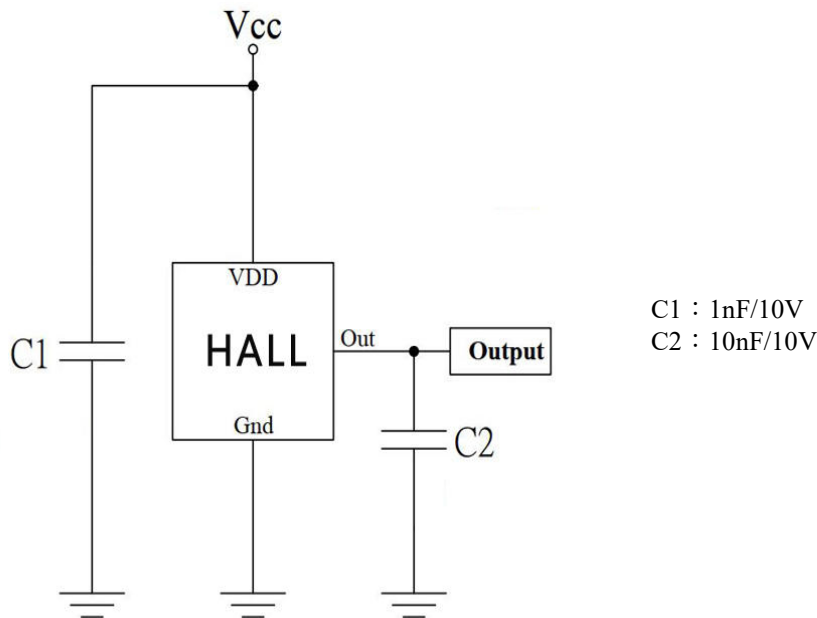 Vcc
VDD
HALL
Out
Output
Gnd
C1
C2
C1：1nF/10V
C2：10nF/10V